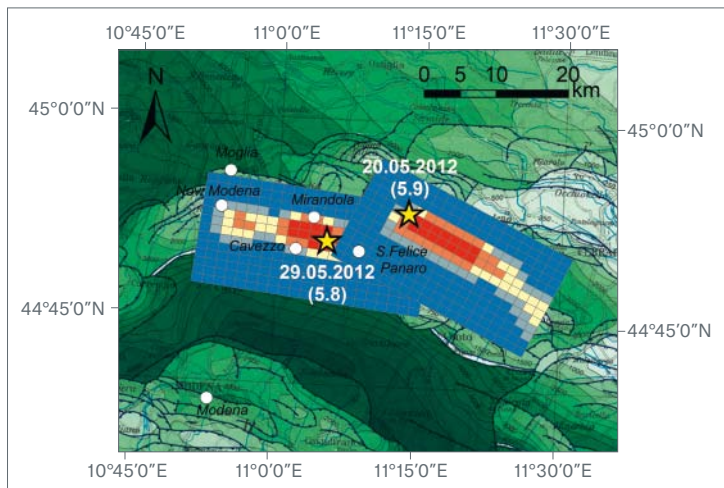 10°45'0"E 11°0'0"E 11°15'0"E 11°30'0"E
N
0 5 10 20
km
45°0'0"N 45°0'0"N
Moglia
20.05.2012
(5.9)
Nov. Modena
Mirandola
Cavezzo
S.Felice
Panaro
29.05.2012
(5.8)
44°45'0"N 44°45'0"N
Modena
10°45'0"E 11°0'0"E 11°15'0"E 11°30'0"E